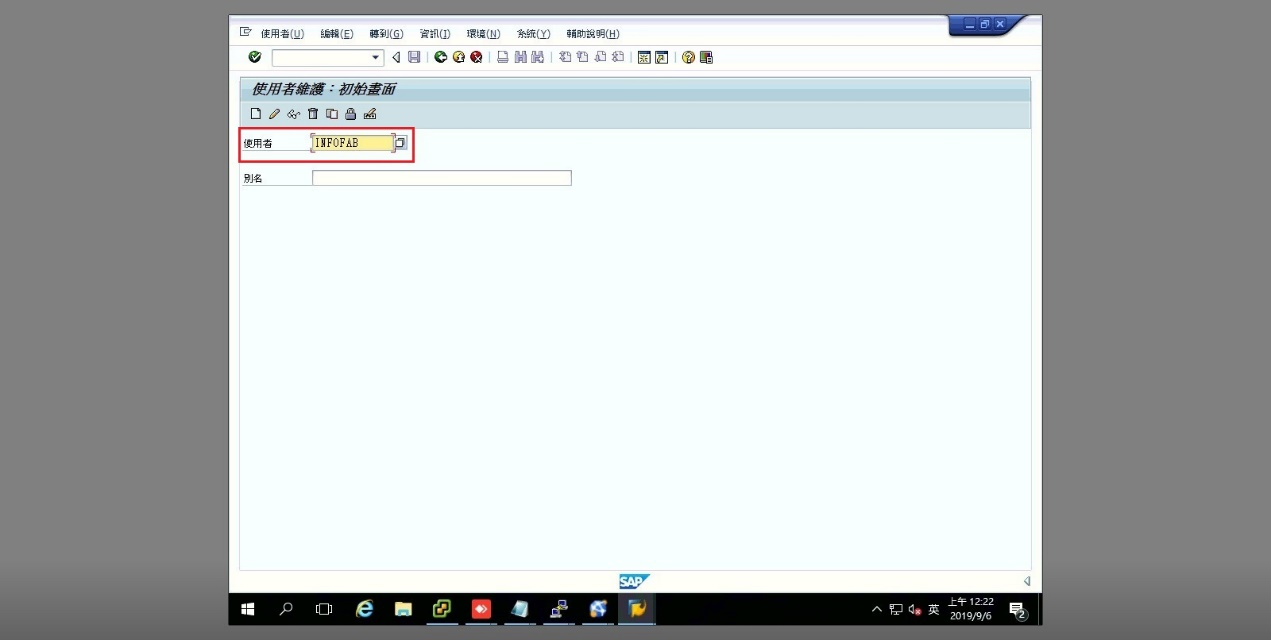 使用者(U) 編輯(E) 轉到(G) 資訊(I) 環境(N) 系統(Y) 輔助說明(H)
使用者維護：初始畫面
使用者 INFOFAB
別名
SAP
英
上午 12:22
2019/9/6
2